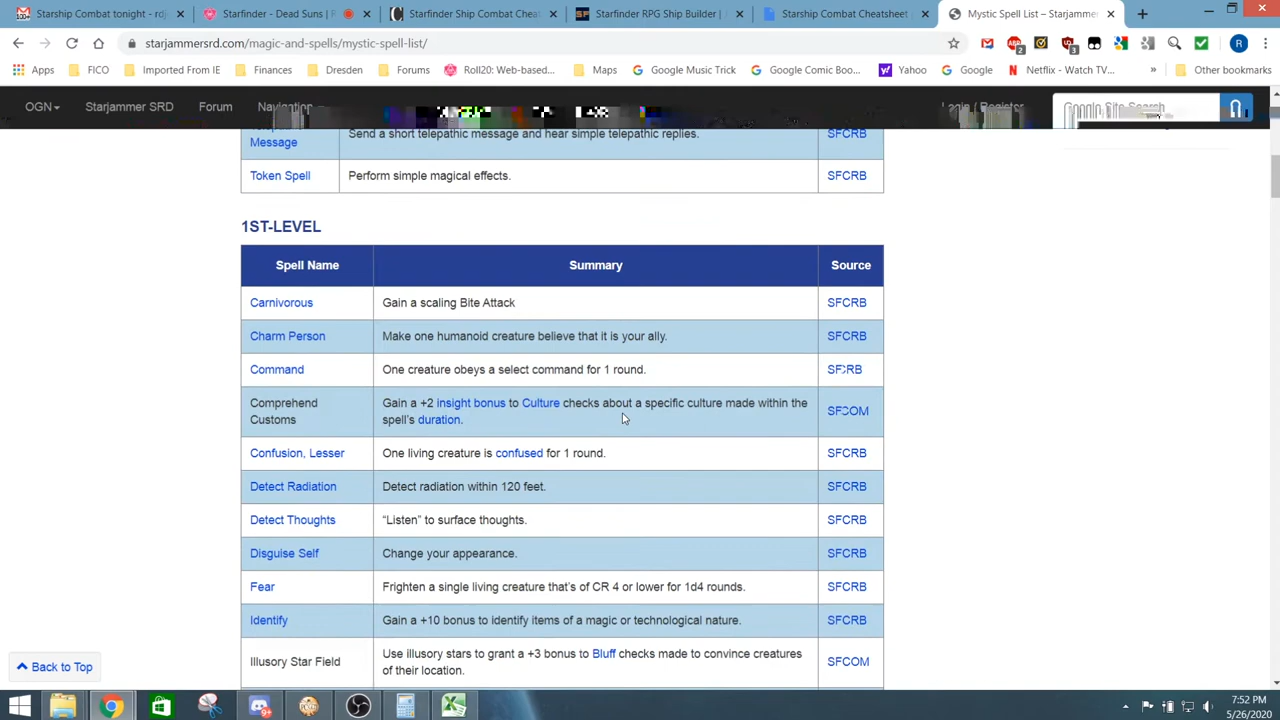 Starship Combat tonight - rdj
Starfinder - Dead Suns |
Starfinder Ship Combat Cheat
Starfinder RPG Ship Builder |
Starship Combat Cheatsheet
Mystic Spell List – Starjammer
starjammersrd.com/magic-and-spells/mystic-spell-list/
Apps FICO Imported From IE Finances Dresden Forums Roll20: Web-based... Maps Google Music Trick Google Comic Boo... Yahoo Google Netflix - Watch TV... » Other bookmarks
OGN Starjammer SRD Forum Navigation Login / Register Google Site Search
Send a short telepathic message and hear simple telepathic replies. SFCRB
Message
Token Spell Perform simple magical effects. SFCRB
1ST-LEVEL
Spell Name Summary Source
Carnivorous Gain a scaling Bite Attack SFCRB
Charm Person Make one humanoid creature believe that it is your ally. SFCRB
Command One creature obeys a select command for 1 round. SFCRB
Comprehend Customs Gain a +2 insight bonus to Culture checks about a specific culture made within the
spell's duration. SFCOM
Confusion, Lesser One living creature is confused for 1 round. SFCRB
Detect Radiation Detect radiation within 120 feet. SFCRB
Detect Thoughts “Listen” to surface thoughts. SFCRB
Disguise Self Change your appearance. SFCRB
Fear Frighten a single living creature that's of CR 4 or lower for 1d4 rounds. SFCRB
Identify Gain a +10 bonus to identify items of a magic or technological nature. SFCRB
Illusory Star Field Use illusory stars to grant a +3 bonus to Bluff checks made to convince creatures
of their location. SFCOM
Back to Top
7:52 PM
5/26/2020